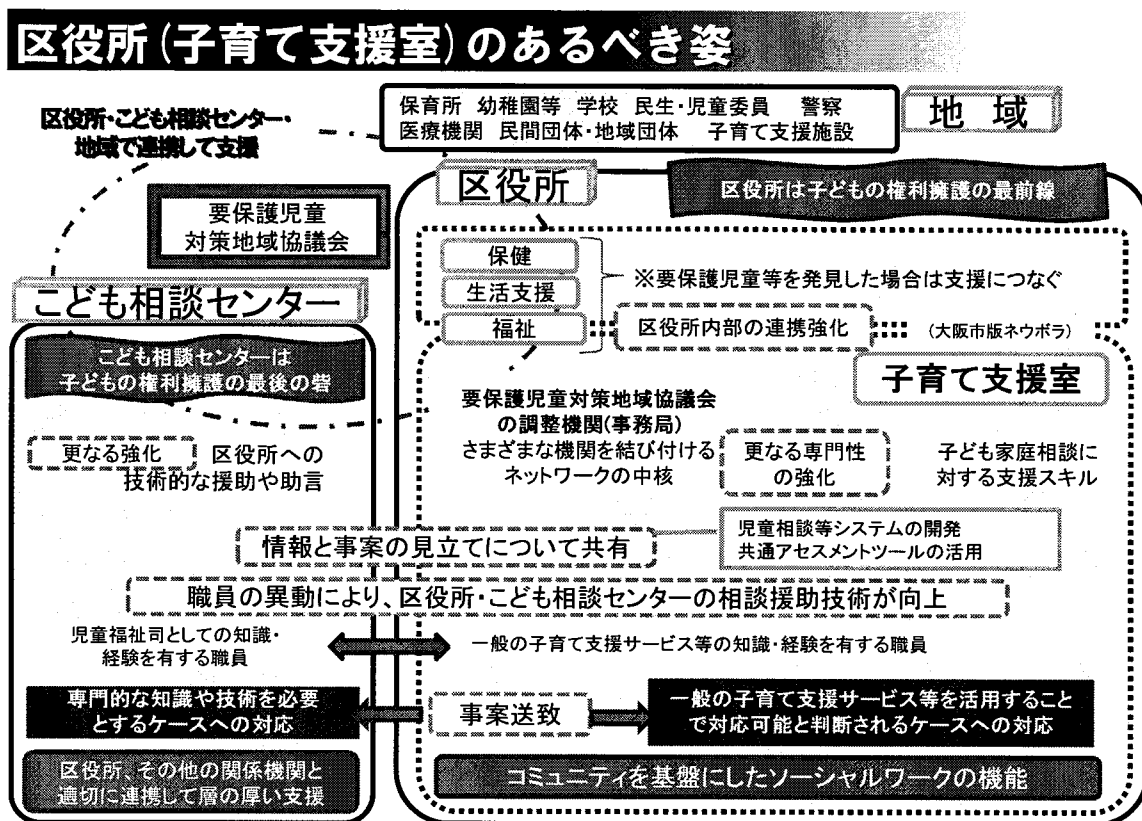 区役所(子育て支援室)のあるべき姿
区役所・こども相談センター・
地域で連携して支援
保育所 幼稚園等 学校 民生・児童委員 警察
医療機関 民間団体・地域団体 子育て支援施設
地域
要保護児童
対策地域協議会
区役所
区役所は子どもの権利擁護の最前線
保健
生活支援
福祉
※要保護児童等を発見した場合は支援につなぐ
区役所内部の連携強化
(大阪市版ネウボラ)
こども相談センター
こども相談センターは
子どもの権利擁護の最後の砦
更なる強化
区役所への
技術的な援助や助言
子育て支援室
要保護児童対策地域協議会
の調整機関(事務局)
さまざまな機関を結び付ける
ネットワークの中核
更なる専門性
の強化
子ども家庭相談に
対する支援スキル
情報と事案の見立てについて共有
児童相談等システムの開発
共通アセスメントツールの活用
職員の異動により、区役所・こども相談センターの相談援助技術が向上
児童福祉司としての知識・
経験を有する職員
一般の子育て支援サービス等の知識・経験を有する職員
専門的な知識や技術を必要
とするケースへの対応
事案送致
一般の子育て支援サービス等を活用すること
で対応可能と判断されるケースへの対応
区役所、その他の関係機関と
適切に連携して層の厚い支援
コミュニティを基盤にしたソーシャルワークの機能